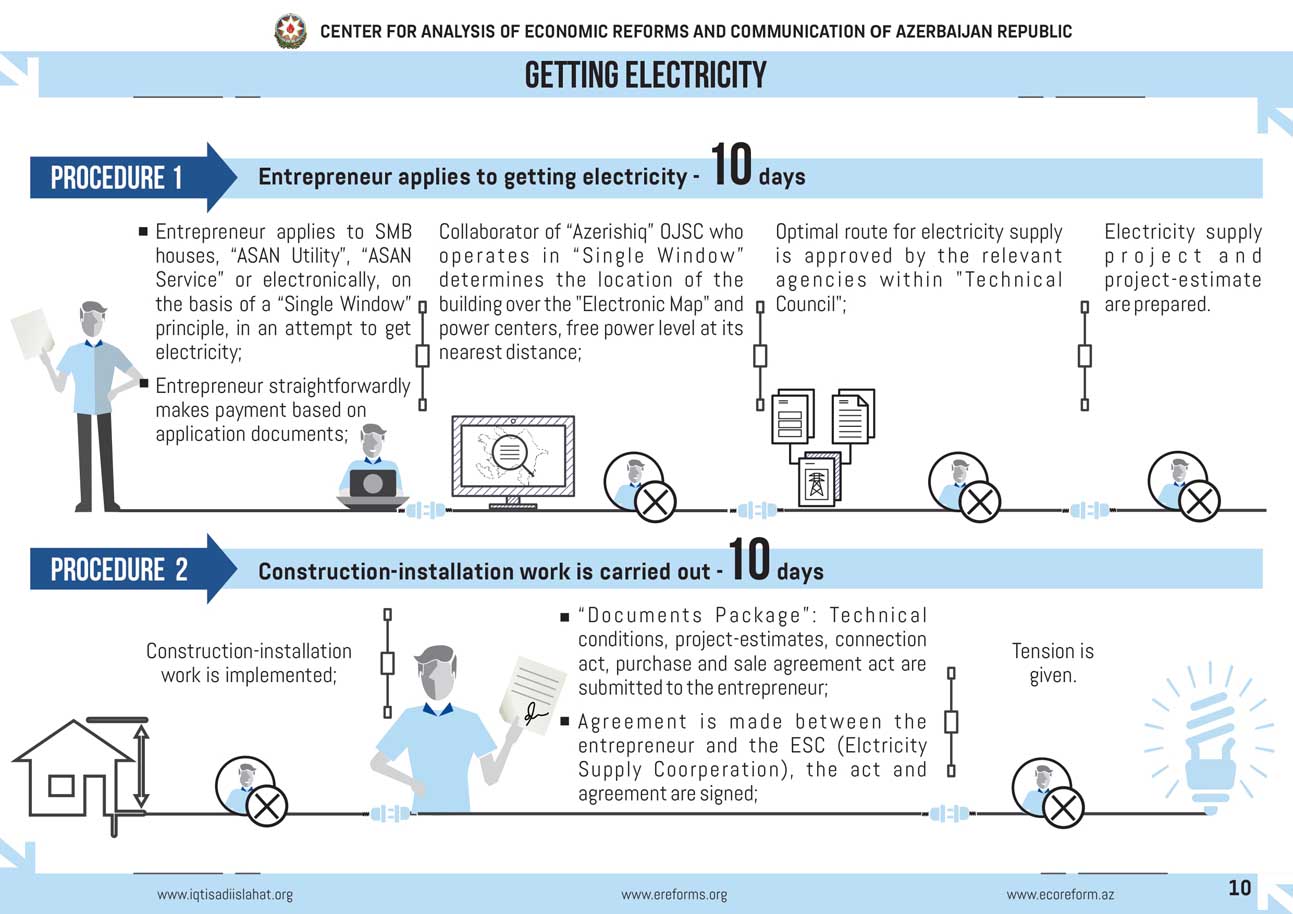 CENTER FOR ANALYSIS OF ECONOMIC REFORMS AND COMMUNICATION OF AZERBAIJAN REPUBLIC
GETTING ELECTRICITY
PROCEDURE 1
Entrepreneur applies to getting electricity - 10 days
■ Entrepreneur applies to SMB
houses, “ASAN Utility”, “ASAN
Service” or electronically, on
the basis of a “Single Window”
principle, in an attempt to get
electricity;
■ Entrepreneur straightforwardly
makes payment based on
application documents;
Collaborator of “Azerishiq” OJSC who
operates in “Single Window”
determines the location of the
building over the "Electronic Map" and
power centers, free power level at its
nearest distance;
Optimal route for electricity supply
is approved by the relevant
agencies within "Technical
Council";
Electricity supply
project and
project-estimate
are prepared.
PROCEDURE 2
Construction-installation work is carried out - 10 days
Construction-installation
work is implemented;
■ “Documents Package”: Technical
conditions, project-estimates, connection
act, purchase and sale agreement act are
submitted to the entrepreneur;
■ Agreement is made between the
entrepreneur and the ESC (Elctricity
Supply Coorperation), the act and
agreement are signed;
Tension is
given.
www.iqtisadiislahat.org
www.ereforms.org
www.ecoreform.az
10